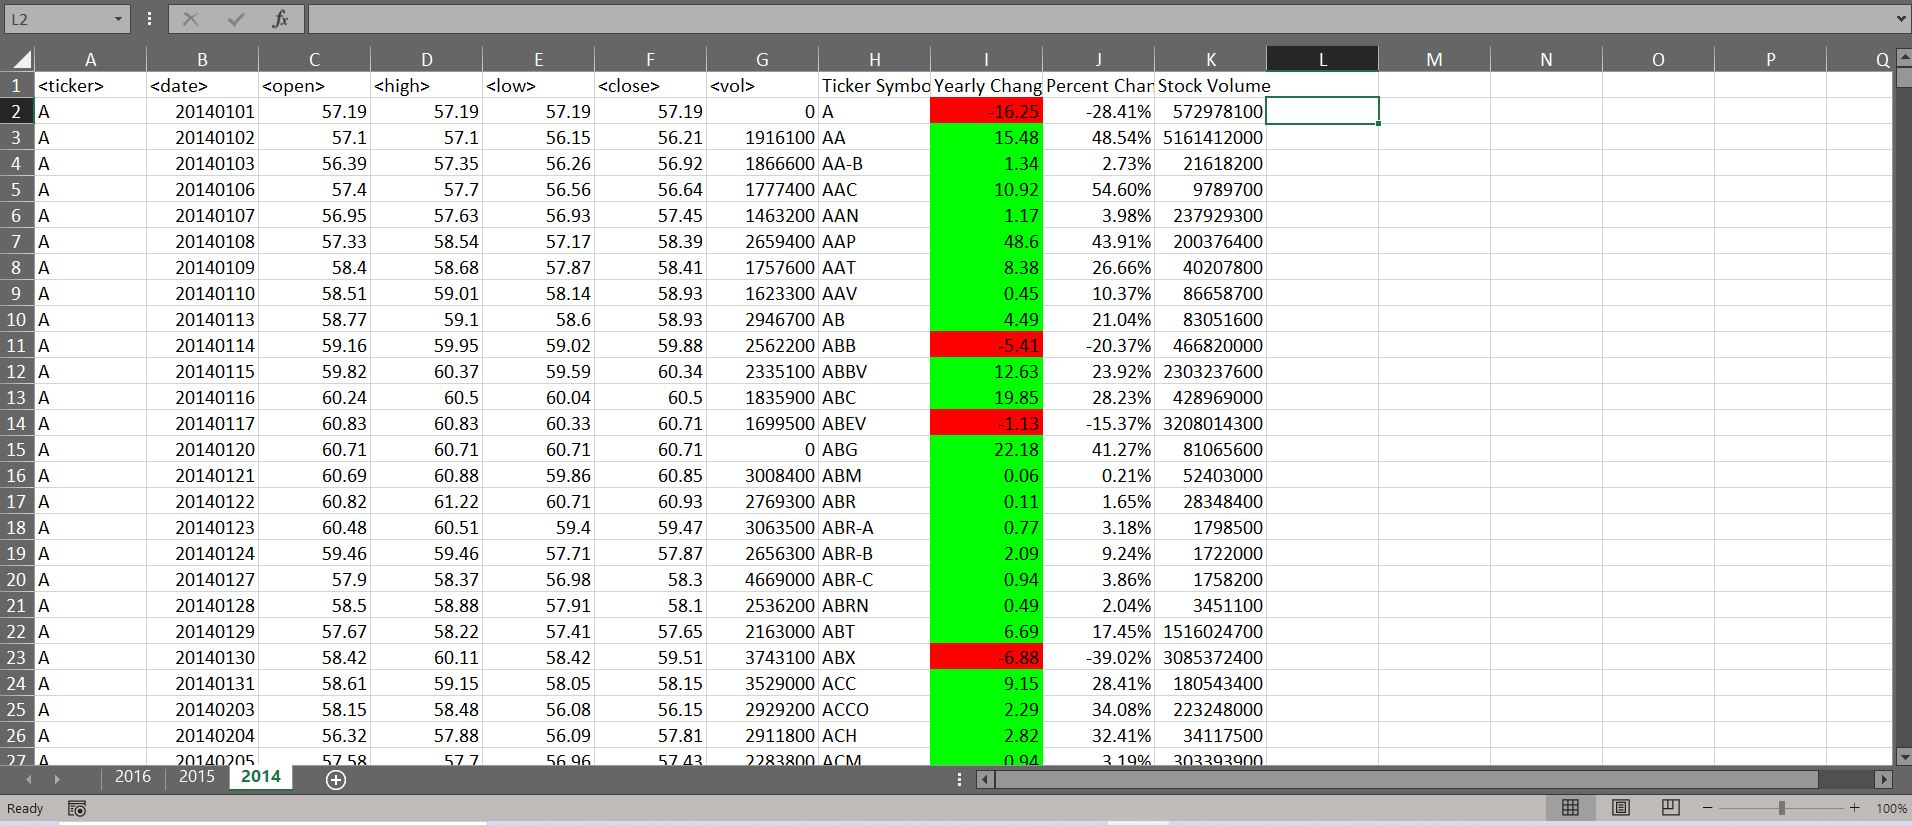 L2 fx
A B C D E F G H I J K L M N O P Q
1 <ticker> <date> <open> <high> <low> <close> <vol> Ticker Symbo Yearly Chang Percent Chan Stock Volume
2 A 20140101 57.19 57.19 57.19 57.19 0 A -16.25 -28.41% 572978100
3 A 20140102 57.1 57.1 56.15 56.21 1916100 AA 15.48 48.54% 5161412000
4 A 20140103 56.39 57.35 56.26 56.92 1866600 AA-B 1.34 2.73% 21618200
5 A 20140106 57.4 57.7 56.56 56.64 1777400 AAC 10.92 54.60% 9789700
6 A 20140107 56.95 57.63 56.93 57.45 1463200 AAN 1.17 3.98% 237929300
7 A 20140108 57.33 58.54 57.17 58.39 2659400 AAP 48.6 43.91% 200376400
8 A 20140109 58.4 58.68 57.87 58.41 1757600 AAT 8.38 26.66% 40207800
9 A 20140110 58.51 59.01 58.14 58.93 1623300 AAV 0.45 10.37% 86658700
10 A 20140113 58.77 59.1 58.6 58.93 2946700 AB 4.49 21.04% 83051600
11 A 20140114 59.16 59.95 59.02 59.88 2562200 ABB -5.41 -20.37% 466820000
12 A 20140115 59.82 60.37 59.59 60.34 2335100 ABBV 12.63 23.92% 2303237600
13 A 20140116 60.24 60.5 60.04 60.5 1835900 ABC 19.85 28.23% 428969000
14 A 20140117 60.83 60.83 60.33 60.71 1699500 ABEV -1.13 -15.37% 3208014300
15 A 20140120 60.71 60.71 60.71 60.71 0 ABG 22.18 41.27% 81065600
16 A 20140121 60.69 60.88 59.86 60.85 3008400 ABM 0.06 0.21% 52403000
17 A 20140122 60.82 61.22 60.71 60.93 2769300 ABR 0.11 1.65% 28348400
18 A 20140123 60.48 60.51 59.4 59.47 3063500 ABR-A 0.77 3.18% 1798500
19 A 20140124 59.46 59.46 57.71 57.87 2656300 ABR-B 2.09 9.24% 1722000
20 A 20140127 57.9 58.37 56.98 58.3 4669000 ABR-C 0.94 3.86% 1758200
21 A 20140128 58.5 58.88 57.91 58.1 2536200 ABRN 0.49 2.04% 3451100
22 A 20140129 57.67 58.22 57.41 57.65 2163000 ABT 6.69 17.45% 1516024700
23 A 20140130 58.42 60.11 58.42 59.51 3743100 ABX -6.88 -39.02% 3085372400
24 A 20140131 58.61 59.15 58.05 58.15 3529000 ACC 9.15 28.41% 180543400
25 A 20140203 58.15 58.48 56.08 56.15 2929200 ACCO 2.29 34.08% 223248000
26 A 20140204 56.32 57.88 56.09 57.81 2911800 ACH 2.82 32.41% 34117500
27 A 20140205 57.58 57.7 56.96 57.43 2283800 ACM 0.94 3.19% 303393900
2016 2015 2014
Ready 100%